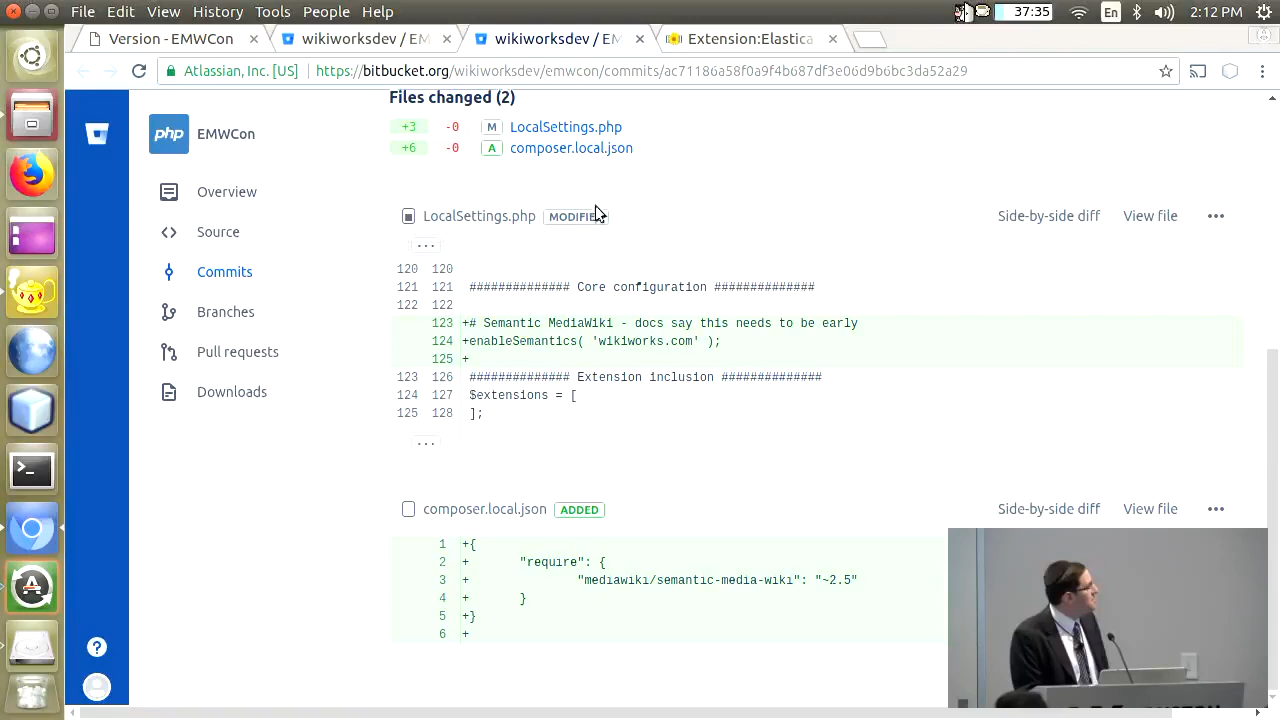 File Edit View History Tools People Help
37:35 En 2:12 PM
Version - EMWCon × wikiworksdev / EM × wikiworksdev / EM × Extension:Elastica ×
Atlassian, Inc. [US] https://bitbucket.org/wikiworksdev/emwcon/commits/ac71186a58f0a9f4b687df3e06d9b6bc3da52a29
Files changed (2)
+3 -0 M LocalSettings.php
+6 -0 A composer.local.json
php EMWCon
Overview
Source
Commits
Branches
Pull requests
Downloads
LocalSettings.php MODIFIE Side-by-side diff View file •••
...
120 120
121 121 ############## Core configuration ##############
122 122
123 +# Semantic MediaWiki - docs say this needs to be early
124 +enableSemantics( 'wikiworks.com' );
125 +
123 126 ############## Extension inclusion ##############
124 127 $extensions = [
125 128 ];
...
composer.local.json ADDED Side-by-side diff View file •••
1 +{
2 + "require": {
3 + "mediawiki/semantic-media-wiki": "~2.5"
4 + }
5 +}
6 +
?